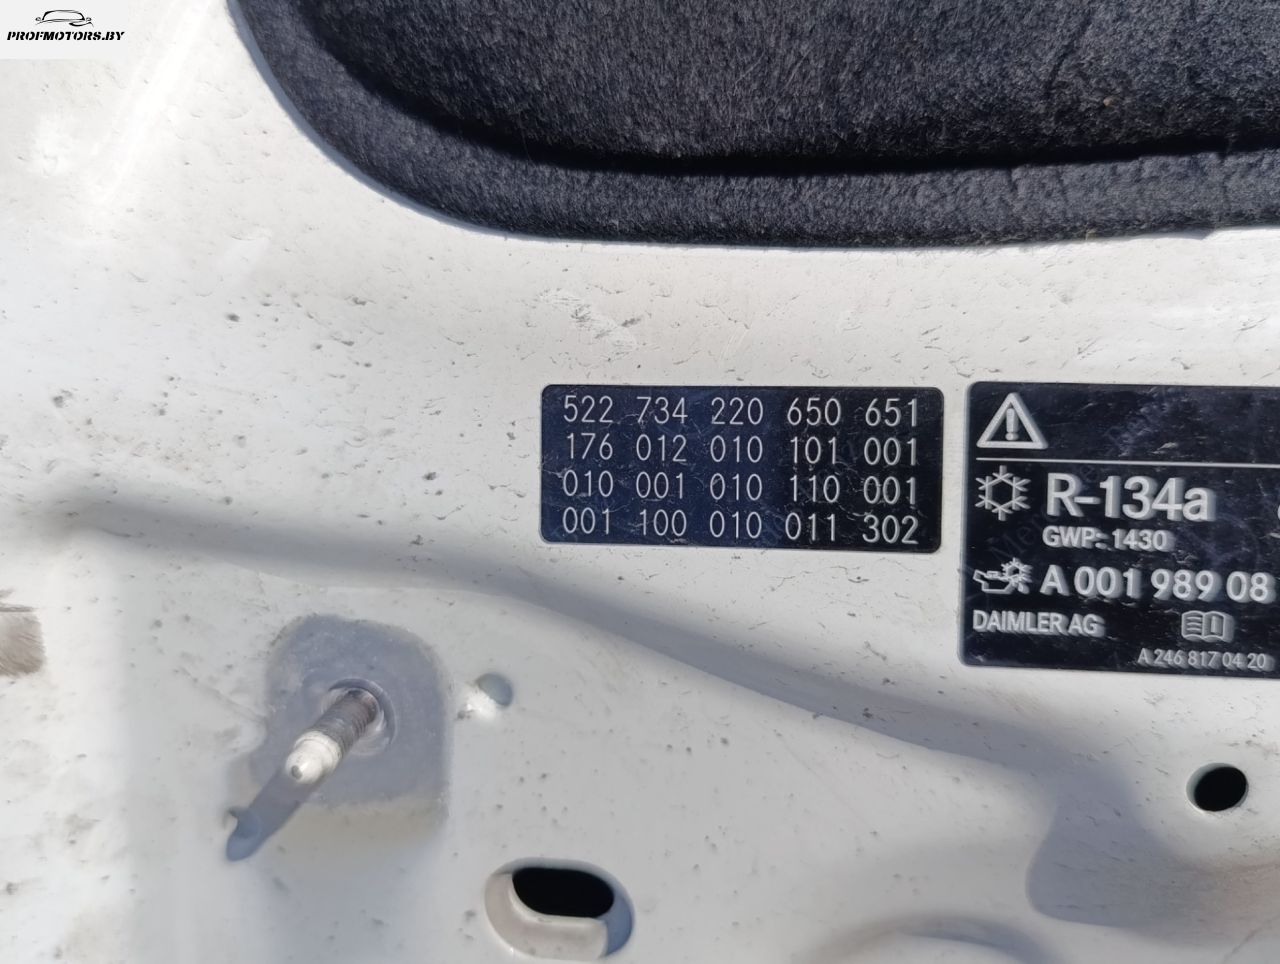 PROFMOTORS.BY
522 734 220 650 651
176 012 010 101 001
010 001 010 110 001
001 100 010 011 302
R-134a
GWP: 1430
A 001 989 08
DAIMLER AG
A 246 817 04 20